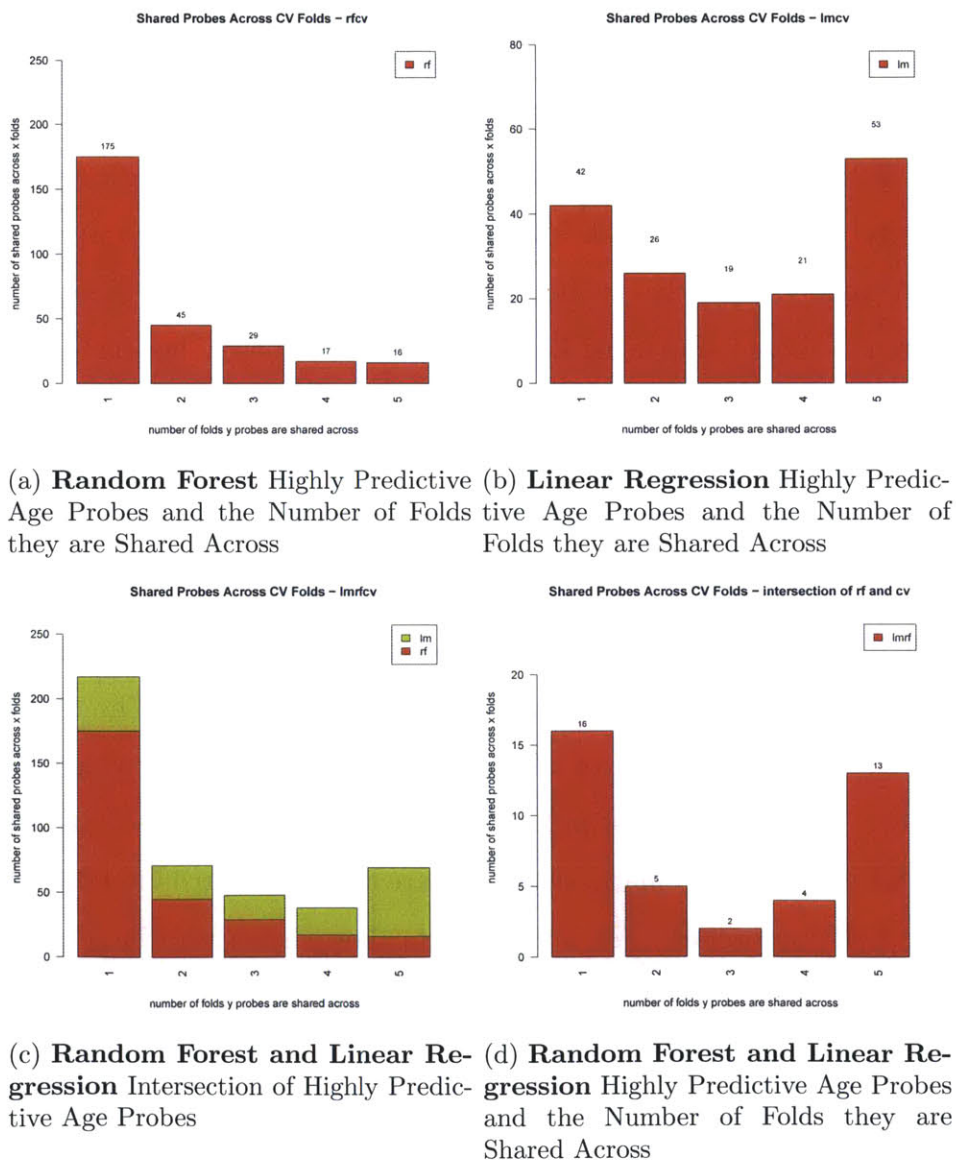 Shared Probes Across CV Folds – rfcv
number of shared probes across x folds
250
200
150
100
50
0
rf
175
45
29
17
16
1
2
3
4
5
number of folds y probes are shared across
(a) Random Forest Highly Predictive
Age Probes and the Number of Folds
they are Shared Across
Shared Probes Across CV Folds – lmcv
number of shared probes across x folds
80
60
40
20
0
lm
42
26
19
21
53
1
2
3
4
5
number of folds y probes are shared across
(b) Linear Regression Highly Predic-
tive Age Probes and the Number of
Folds they are Shared Across
Shared Probes Across CV Folds – lmrfcv
number of shared probes across x folds
250
200
150
100
50
0
lm
rf
1
2
3
4
5
number of folds y probes are shared across
(c) Random Forest and Linear Re-
gression Intersection of Highly Predic-
tive Age Probes
Shared Probes Across CV Folds – intersection of rf and cv
number of shared probes across x folds
20
15
10
5
0
lmrf
16
5
2
4
13
1
2
3
4
5
number of folds y probes are shared across
(d) Random Forest and Linear Re-
gression Highly Predictive Age Probes
and the Number of Folds they are
Shared Across